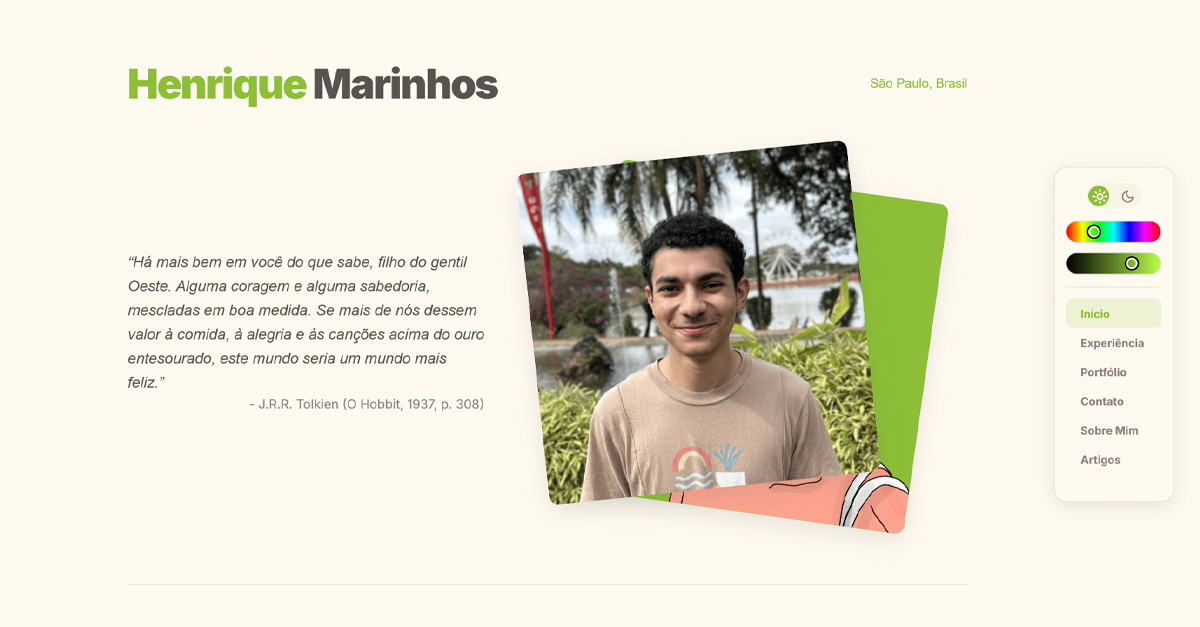 Henrique Marinhos
São Paulo, Brasil
“Há mais bem em você do que sabe, filho do gentil
Oeste. Alguma coragem e alguma sabedoria,
mescladas em boa medida. Se mais de nós dessem
valor à comida, à alegria e às canções acima do ouro
entesourado, este mundo seria um mundo mais
feliz.”
- J.R.R. Tolkien (O Hobbit, 1937, p. 308)
Início
Experiência
Portfólio
Contato
Sobre Mim
Artigos